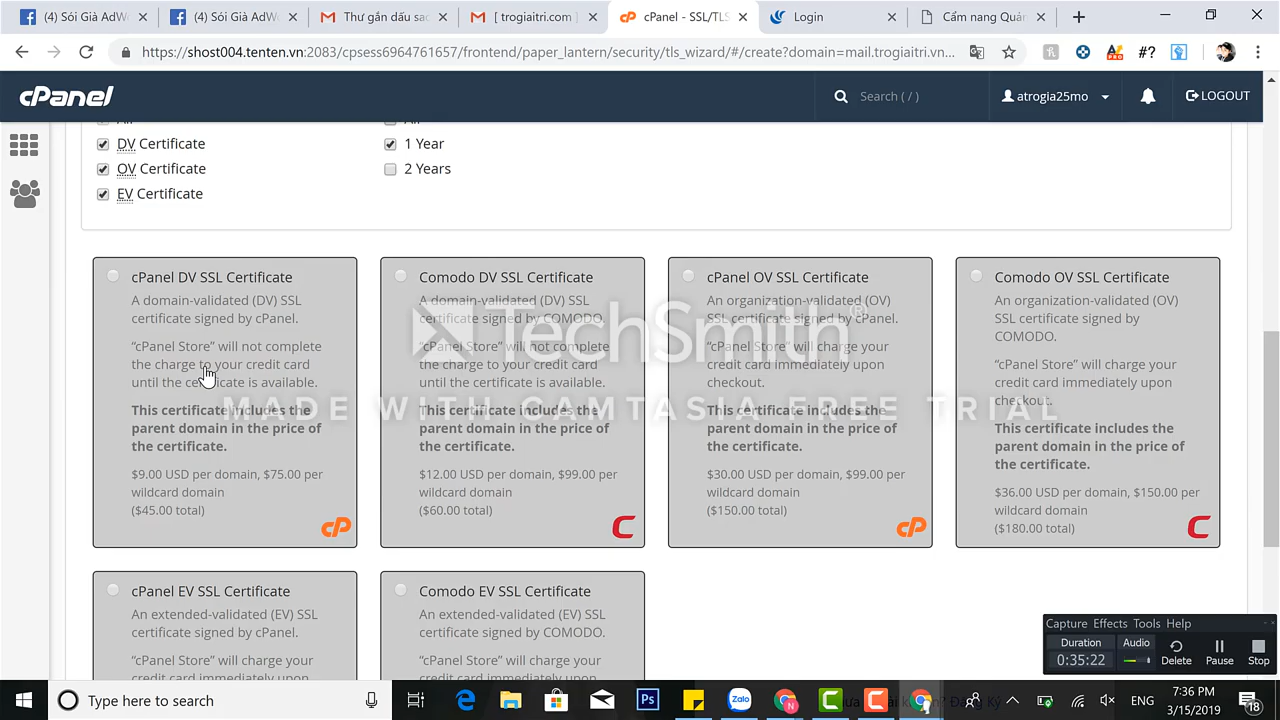 (4) Sói Già AdW
(4) Sói Già AdW
Thư gắn dấu sao
[ trogiaitri.com ]
cPanel - SSL/TLS
Login
Cẩm nang Quản
https://shost004.tenten.vn:2083/cpsess6964761657/frontend/paper_lantern/security/tls_wizard/#/create?domain=mail.trogiaitri.vn...
#?
cPanel
Search ( / )
atrogia25mo
LOGOUT
All
All
DV Certificate
1 Year
OV Certificate
2 Years
EV Certificate
cPanel DV SSL Certificate
A domain-validated (DV) SSL
certificate signed by cPanel.
“cPanel Store” will not complete
the charge to your credit card
until the certificate is available.
This certificate includes the
parent domain in the price of
the certificate.
$9.00 USD per domain, $75.00 per
wildcard domain
($45.00 total)
cP
Comodo DV SSL Certificate
A domain-validated (DV) SSL
certificate signed by COMODO.
“cPanel Store” will not complete
the charge to your credit card
until the certificate is available.
This certificate includes the
parent domain in the price of
the certificate.
$12.00 USD per domain, $99.00 per
wildcard domain
($60.00 total)
C
cPanel OV SSL Certificate
An organization-validated (OV)
SSL certificate signed by cPanel.
“cPanel Store” will charge your
credit card immediately upon
checkout.
This certificate includes the
parent domain in the price of
the certificate.
$30.00 USD per domain, $99.00 per
wildcard domain
($150.00 total)
cP
Comodo OV SSL Certificate
An organization-validated (OV)
SSL certificate signed by
COMODO.
“cPanel Store” will charge your
credit card immediately upon
checkout.
This certificate includes the
parent domain in the price of
the certificate.
$36.00 USD per domain, $150.00 per
wildcard domain
($180.00 total)
C
TechSmith®
MADE WITH CAMTASIA FREE TRIAL
cPanel EV SSL Certificate
An extended-validated (EV) SSL
certificate signed by cPanel.
“cPanel Store” will charge your
Comodo EV SSL Certificate
An extended-validated (EV) SSL
certificate signed by COMODO.
“cPanel Store” will charge your
Capture Effects Tools Help
Duration
0:35:22
Audio
Delete
Pause
Stop
Type here to search
Ps
Zalo
C
C
ENG
7:36 PM
3/15/2019
18